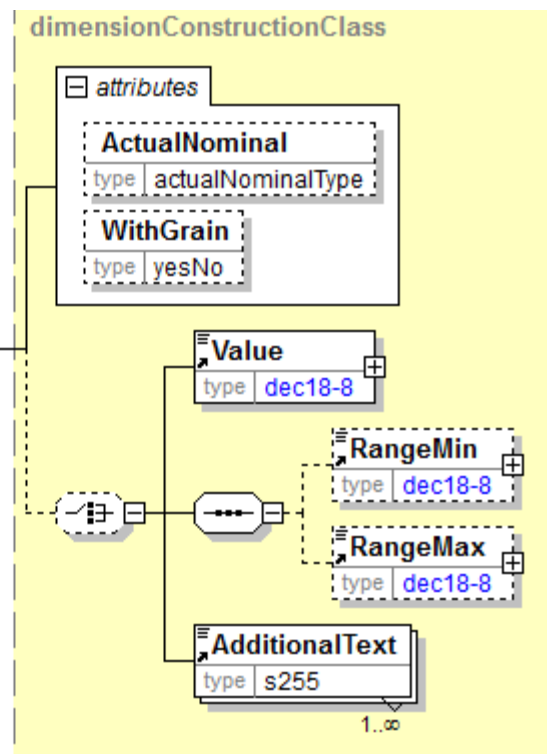 dimensionConstructionClass
attributes
ActualNominal
type actualNominalType
WithGrain
type yesNo
Value
type dec18-8
RangeMin
type dec18-8
RangeMax
type dec18-8
AdditionalText
type s255
1..∞